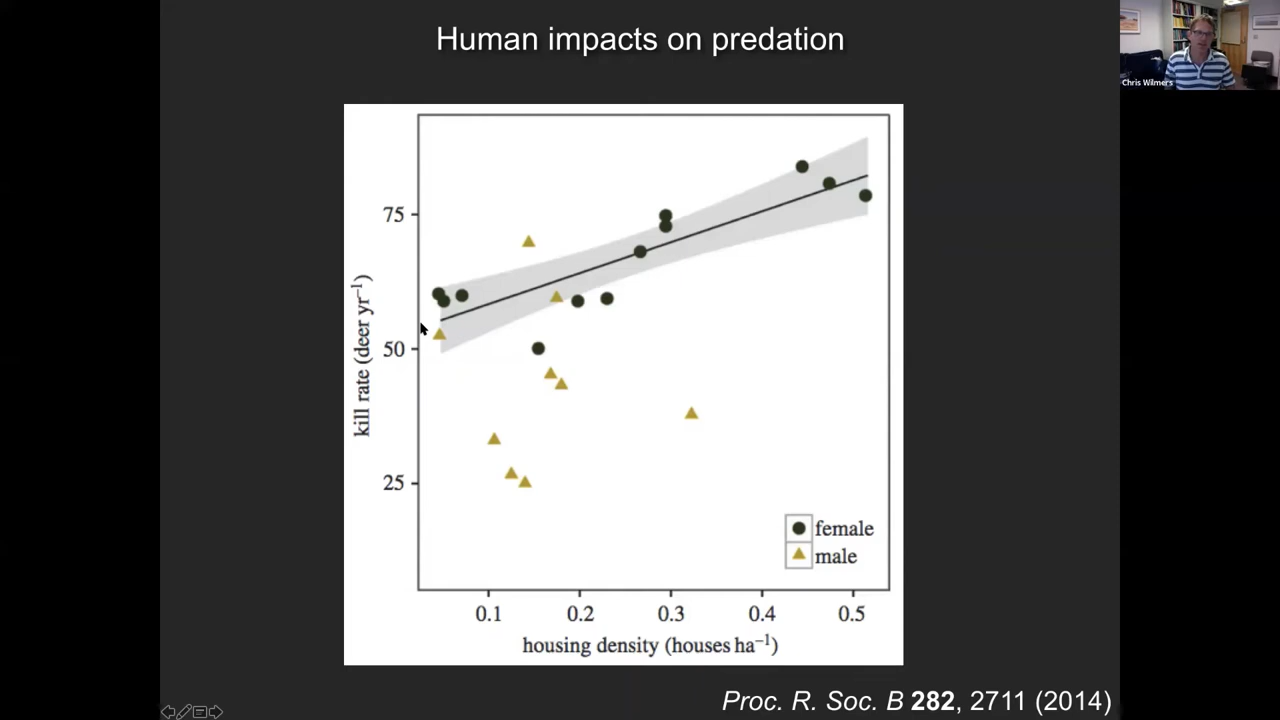 Human impacts on predation
Chris Wilmers
75
50
25
kill rate (deer yr⁻¹)
female
male
0.1 0.2 0.3 0.4 0.5
housing density (houses ha⁻¹)
Proc. R. Soc. B 282, 2711 (2014)